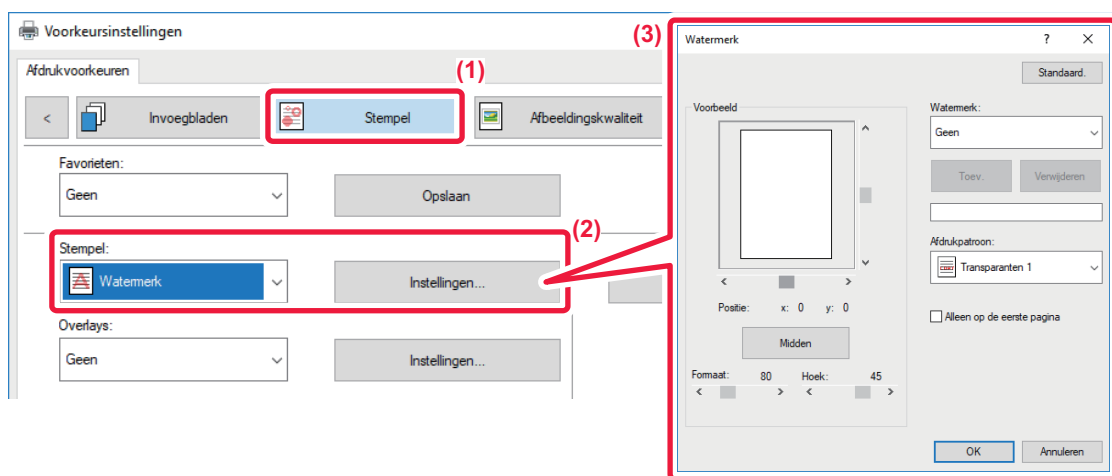 Voorkeursinstellingen
Afdrukvoorkeuren
(1)
< Invoegbladen Stempel Afbeeldingskwaliteit
Favorieten:
Geen Opslaan
(2)
Stempel:
Watermerk Instellingen...
Overlays:
Geen Instellingen...
(3)
Watermerk ? ×
Standaard.
Voorbeeld
Positie: x: 0 y: 0
Midden
Formaat: 80 Hoek: 45
Watermerk:
Geen
Toev. Verwijderen
Afdrukpatroon:
Transparanten 1
Alleen op de eerste pagina
OK Annuleren